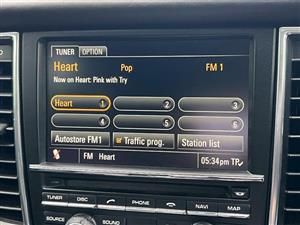 TUNER OPTION
Heart Pop FM 1
Now on Heart: Pink with Try
Heart 1 2 3
4 5 6
Autostore FM1 Traffic prog. Station list
FM Heart 05:34pm TP
TUNER DISC CD PHONE NAVI MAP
SOURCE